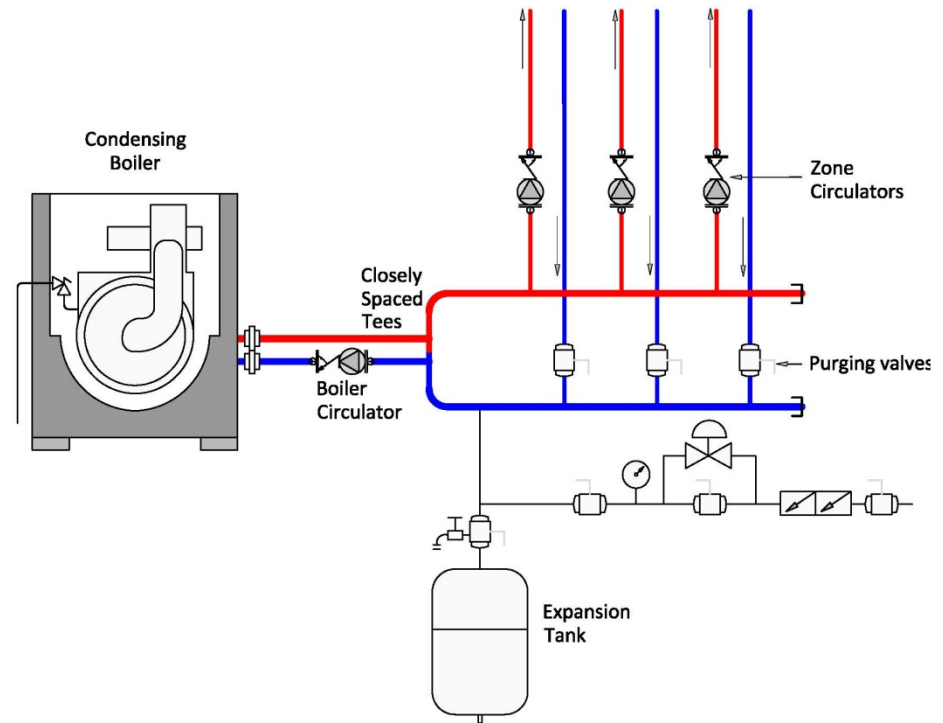 Condensing
Boiler
Zone
Circulators
Closely
Spaced
Tees
Purging valves
Boiler
Circulator
Expansion
Tank